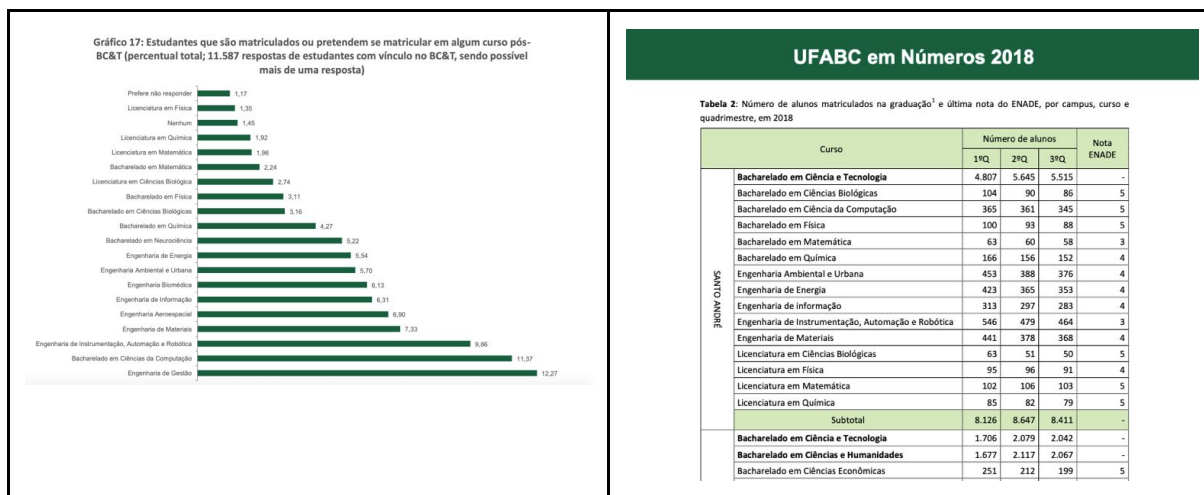 Gráfico 17: Estudantes que são matriculados ou pretendem se matricular em algum curso pós-
BC&T (percentual total; 11.587 respostas de estudantes com vínculo no BC&T, sendo possível
mais de uma resposta)
Prefere não responder 1,17
Licenciatura em Física 1,35
Nenhum 1,45
Licenciatura em Química 1,92
Licenciatura em Matemática 1,96
Bacharelado em Matemática 2,24
Licenciatura em Ciências Biológica 2,74
Bacharelado em Física 3,11
Bacharelado em Ciências Biológicas 3,16
Bacharelado em Química 4,27
Bacharelado em Neurociência 5,22
Engenharia de Energia 5,54
Engenharia Ambiental e Urbana 5,70
Engenharia Biomédica 6,13
Engenharia de Informação 6,31
Engenharia Aeroespacial 6,90
Engenharia de Materiais 7,33
Engenharia de Instrumentação, Automação e Robótica 9,86
Bacharelado em Ciências da Computação 11,37
Engenharia de Gestão 12,27
UFABC em Números 2018
Tabela 2: Número de alunos matriculados na graduação¹ e última nota do ENADE, por campus, curso e
quadrimestre, em 2018
Curso Número de alunos Nota ENADE
1ºQ 2ºQ 3ºQ
SANTO ANDRÉ
Bacharelado em Ciência e Tecnologia 4.807 5.645 5.515 -
Bacharelado em Ciências Biológicas 104 90 86 5
Bacharelado em Ciência da Computação 365 361 345 5
Bacharelado em Física 100 93 88 5
Bacharelado em Matemática 63 60 58 3
Bacharelado em Química 166 156 152 4
Engenharia Ambiental e Urbana 453 388 376 4
Engenharia de Energia 423 365 353 4
Engenharia de informação 313 297 283 4
Engenharia de Instrumentação, Automação e Robótica 546 479 464 3
Engenharia de Materiais 441 378 368 4
Licenciatura em Ciências Biológicas 63 51 50 5
Licenciatura em Física 95 96 91 4
Licenciatura em Matemática 102 106 103 5
Licenciatura em Química 85 82 79 5
Subtotal 8.126 8.647 8.411 -
Bacharelado em Ciência e Tecnologia 1.706 2.079 2.042 -
Bacharelado em Ciências e Humanidades 1.677 2.117 2.067 -
Bacharelado em Ciências Econômicas 251 212 199 5